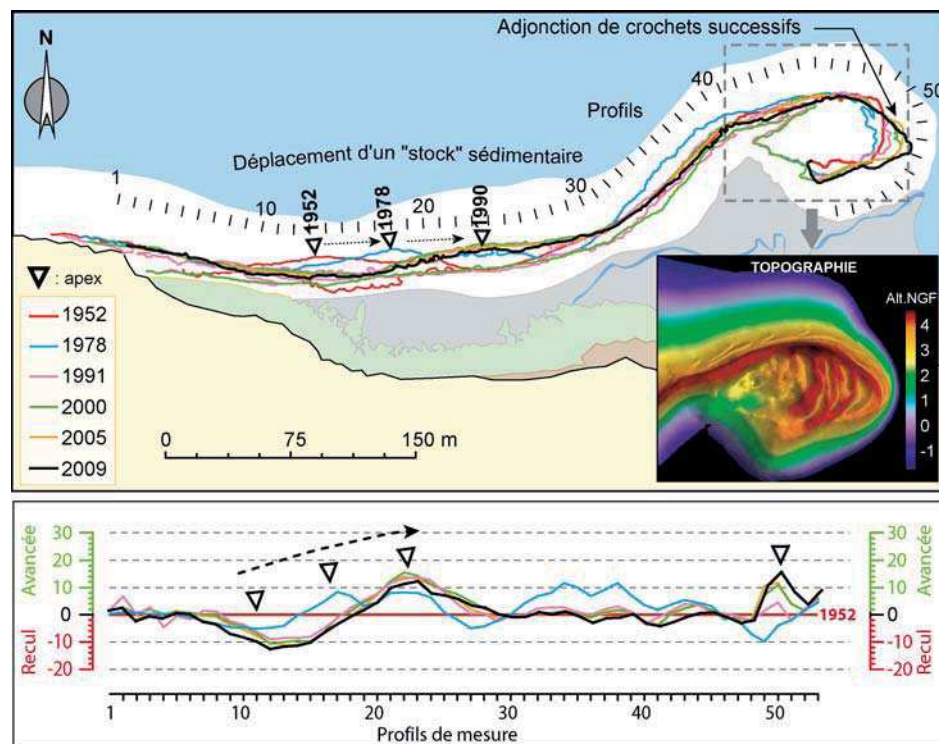 N
Adjonction de crochets successifs
40
50
Profils
Déplacement d'un "stock" sédimentaire
1
10
1952
1978
20
1990
30
: apex
1952
1978
1991
2000
2005
2009
0 75 150 m
TOPOGRAPHIE
Alt.NGF
4
3
2
1
0
-1
Avancée
Recul
30
20
10
0
-10
-20
1952
30
20
10
0
-10
-20
Avancée
Recul
1 10 20 30 40 50
Profils de mesure